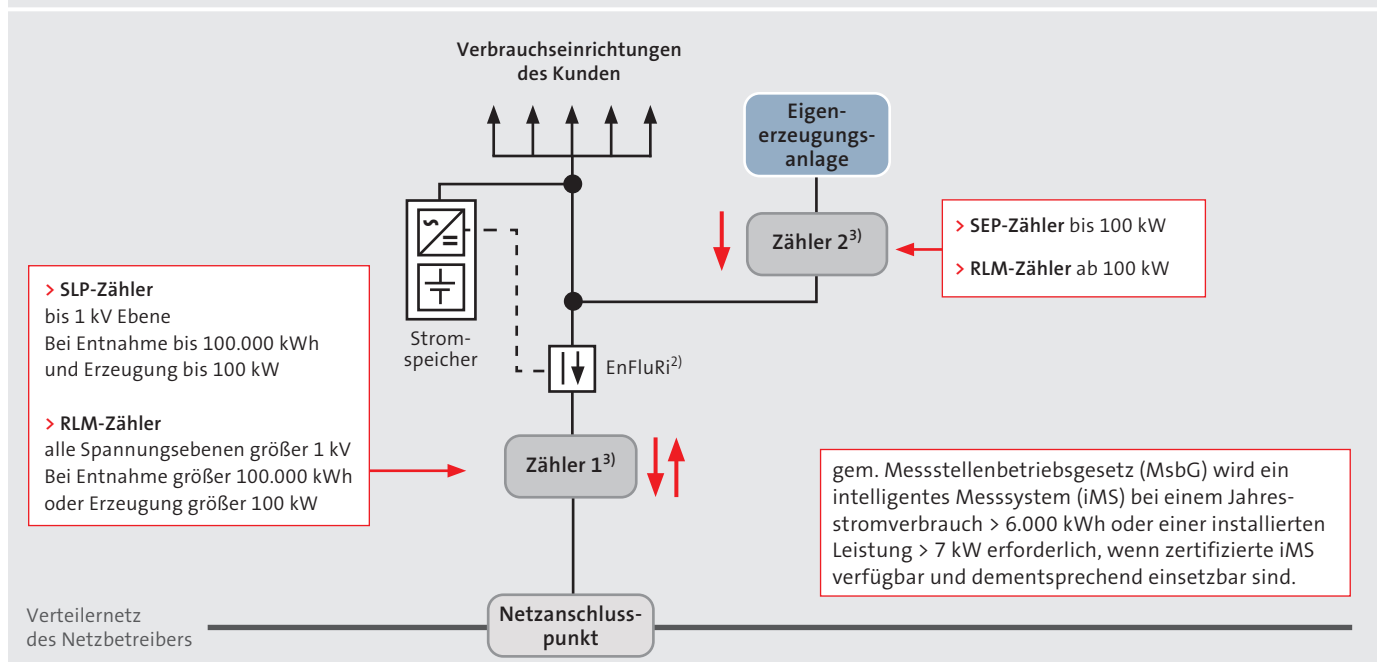 Verbrauchseinrichtungen
des Kunden
Eigen-
erzeugungs-
anlage
Zähler 2³⁾
> SEP-Zähler bis 100 kW
> RLM-Zähler ab 100 kW
> SLP-Zähler
bis 1 kV Ebene
Bei Entnahme bis 100.000 kWh
und Erzeugung bis 100 kW
> RLM-Zähler
alle Spannungsebenen größer 1 kV
Bei Entnahme größer 100.000 kWh
oder Erzeugung größer 100 kW
Strom-
speicher
EnFluRi²⁾
Zähler 1³⁾
gem. Messstellenbetriebsgesetz (MsbG) wird ein
intelligentes Messsystem (iMS) bei einem Jahres-
stromverbrauch > 6.000 kWh oder einer installierten
Leistung > 7 kW erforderlich, wenn zertifizierte iMS
verfügbar und dementsprechend einsetzbar sind.
Verteilernetz
des Netzbetreibers
Netzanschluss-
punkt